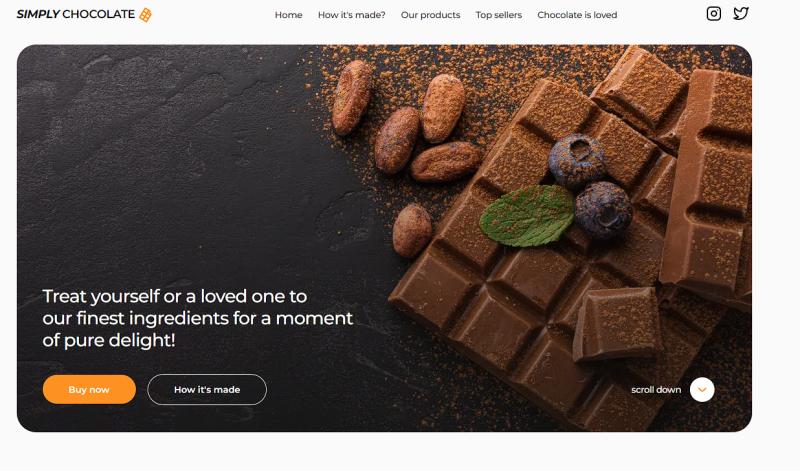 SIMPLY CHOCOLATE
Home How it's made? Our products Top sellers Chocolate is loved
Treat yourself or a loved one to
our finest ingredients for a moment
of pure delight!
Buy now How it's made scroll down